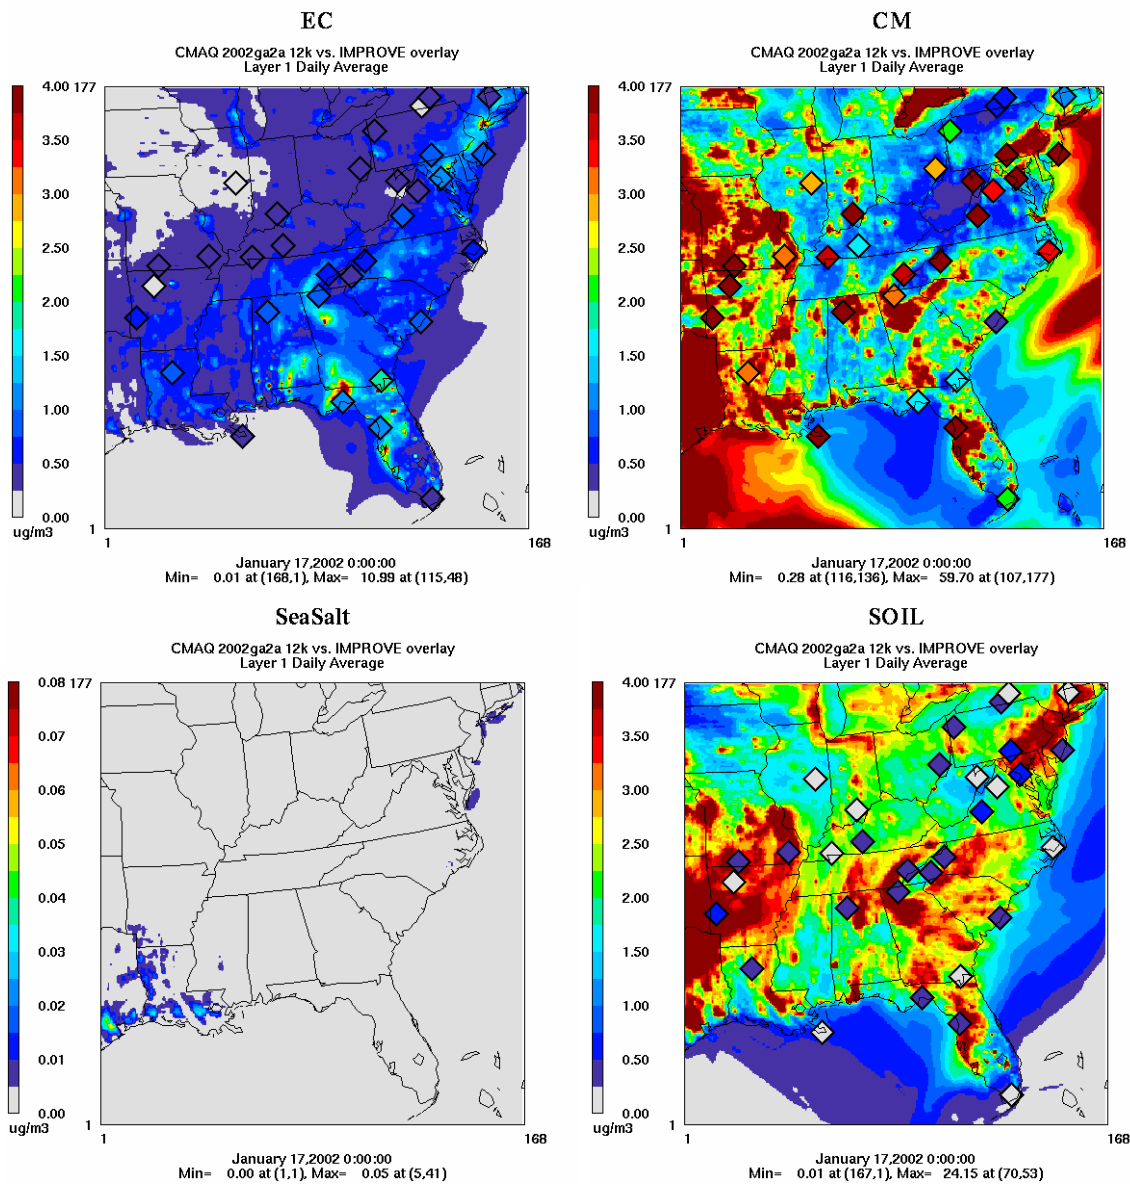 EC
CMAQ 2002ga2a 12k vs. IMPROVE overlay
Layer 1 Daily Average
4.00 177
3.50
3.00
2.50
2.00
1.50
1.00
0.50
0.00
ug/m3
1
1 168
January 17,2002 0:00:00
Min= 0.01 at (168,1), Max= 10.99 at (115,48)
CM
CMAQ 2002ga2a 12k vs. IMPROVE overlay
Layer 1 Daily Average
4.00 177
3.50
3.00
2.50
2.00
1.50
1.00
0.50
0.00
ug/m3
1
1 168
January 17,2002 0:00:00
Min= 0.28 at (116,136), Max= 59.70 at (107,177)
SeaSalt
CMAQ 2002ga2a 12k vs. IMPROVE overlay
Layer 1 Daily Average
0.08 177
0.07
0.06
0.05
0.04
0.03
0.02
0.01
0.00
ug/m3
1
1 168
January 17,2002 0:00:00
Min= 0.00 at (1,1), Max= 0.05 at (5,41)
SOIL
CMAQ 2002ga2a 12k vs. IMPROVE overlay
Layer 1 Daily Average
4.00 177
3.50
3.00
2.50
2.00
1.50
1.00
0.50
0.00
ug/m3
1
1 168
January 17,2002 0:00:00
Min= 0.01 at (167,1), Max= 24.15 at (70,53)